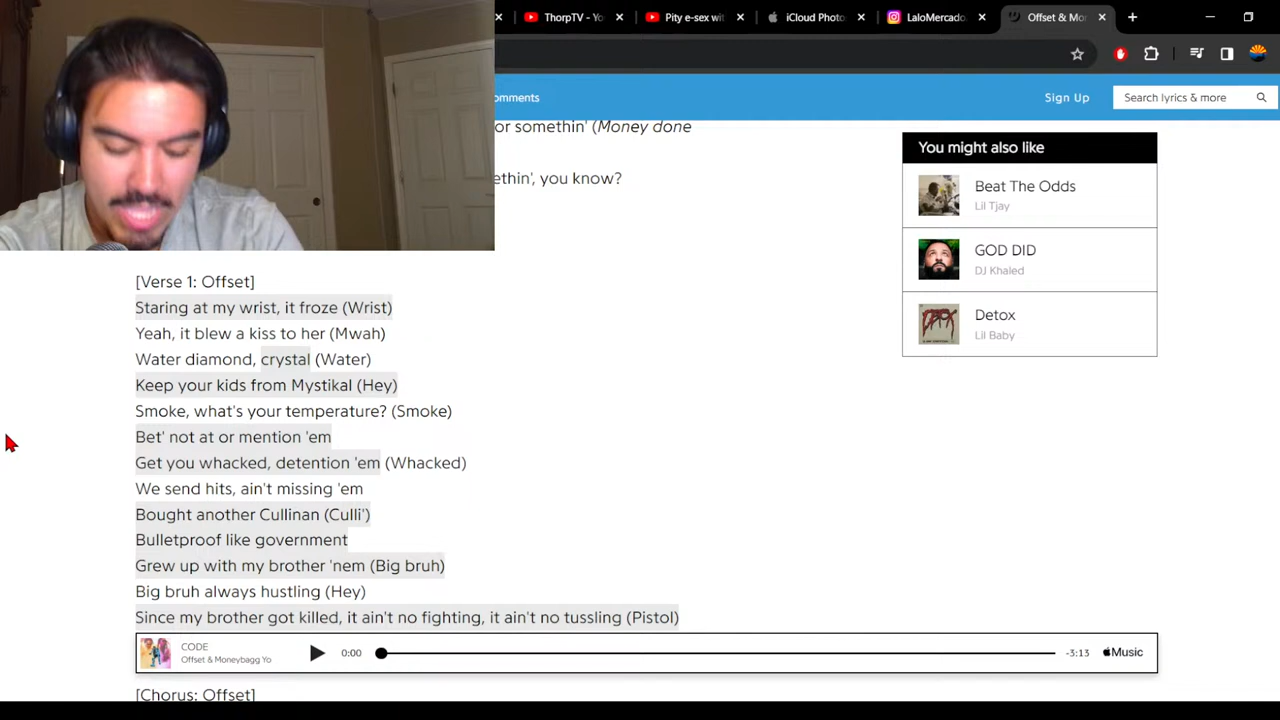 ThorpTV - Yo
Pity e-sex wi
iCloud Photo
LaloMercado
Offset & Mo
omments
Sign Up
Search lyrics & more
or somethin' (Money done
ethin', you know?
You might also like
Beat The Odds
Lil Tjay
GOD DID
DJ Khaled
Detox
Lil Baby
[Verse 1: Offset]
Staring at my wrist, it froze (Wrist)
Yeah, it blew a kiss to her (Mwah)
Water diamond, crystal (Water)
Keep your kids from Mystikal (Hey)
Smoke, what's your temperature? (Smoke)
Bet' not at or mention 'em
Get you whacked, detention 'em (Whacked)
We send hits, ain't missing 'em
Bought another Cullinan (Culli')
Bulletproof like government
Grew up with my brother 'nem (Big bruh)
Big bruh always hustling (Hey)
Since my brother got killed, it ain't no fighting, it ain't no tussling (Pistol)
CODE
Offset & Moneybagg Yo
0:00
-3:13
Music
[Chorus: Offset]